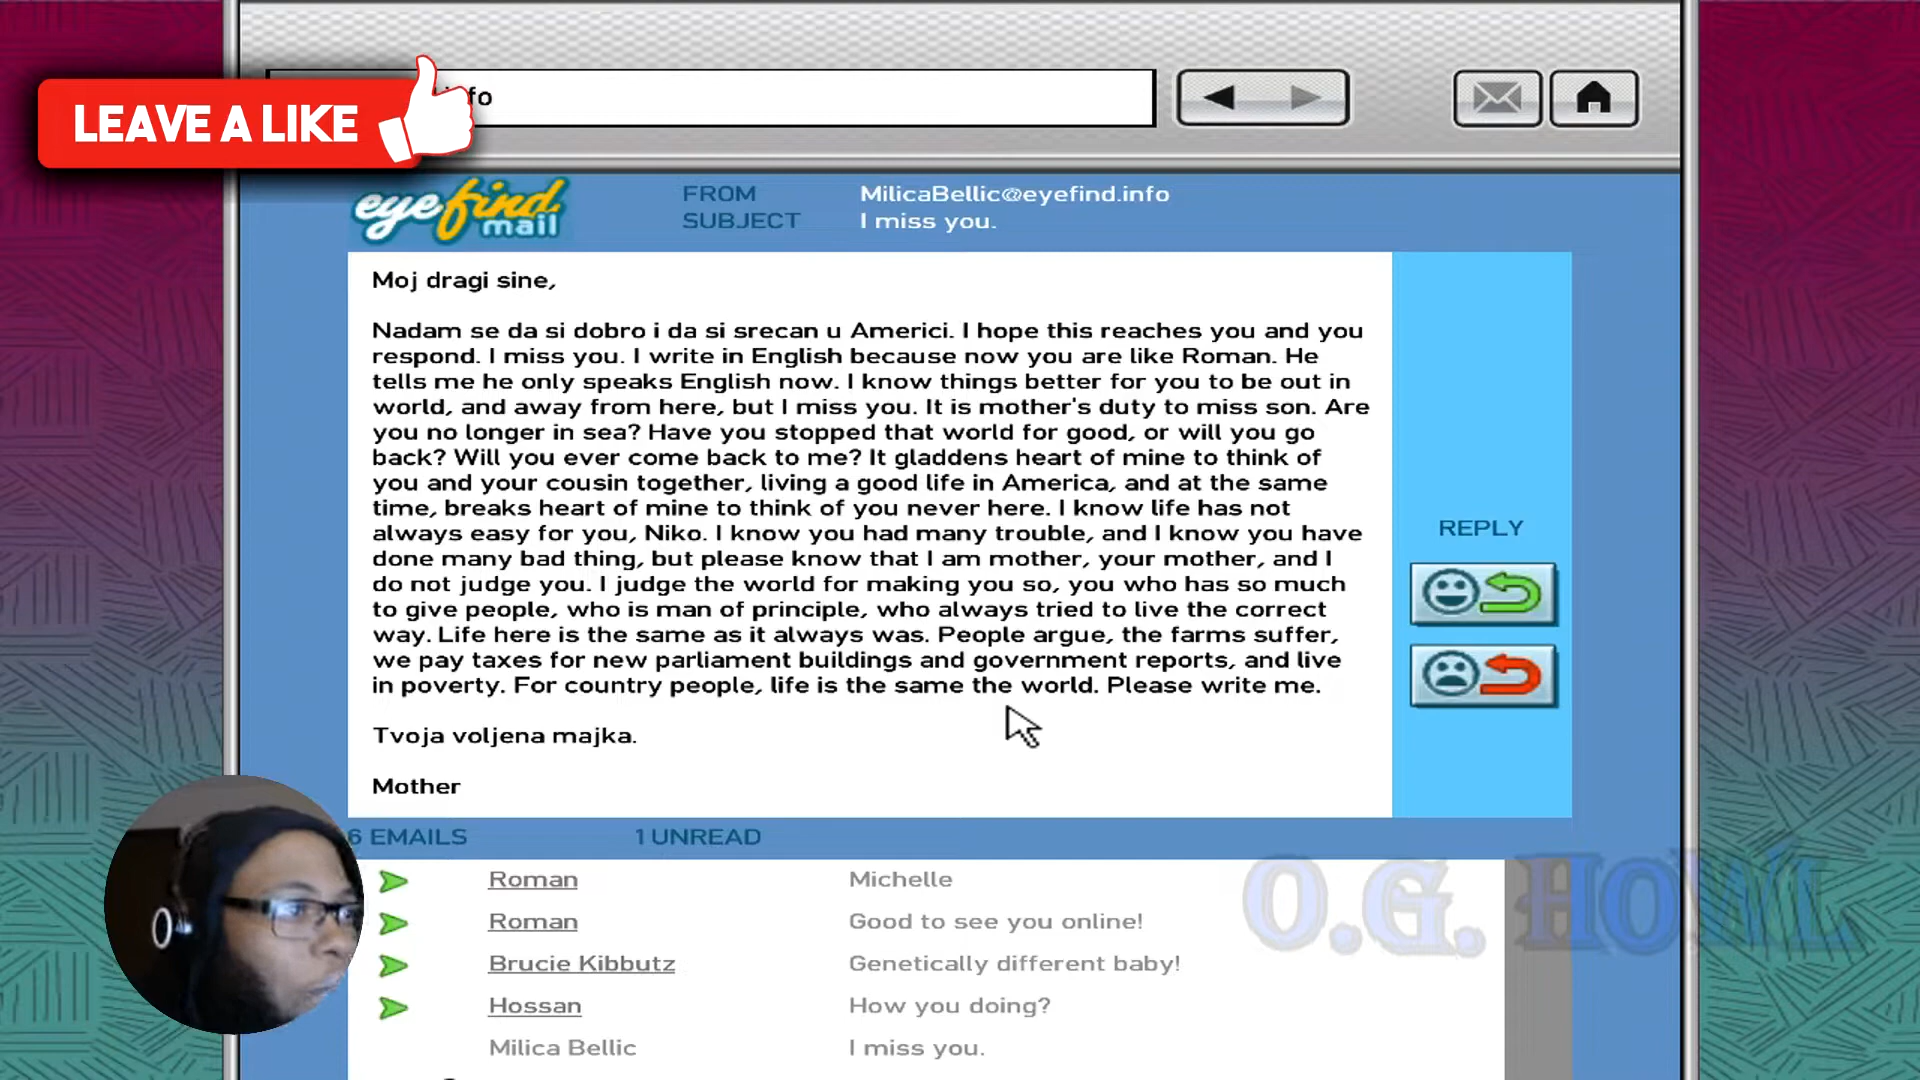 LEAVE A LIKE
fo
eyefind mail
FROM MilicaBellic@eyefind.info
SUBJECT I miss you.
Moj dragi sine,
Nadam se da si dobro i da si srecan u Americi. I hope this reaches you and you
respond. I miss you. I write in English because now you are like Roman. He
tells me he only speaks English now. I know things better for you to be out in
world, and away from here, but I miss you. It is mother's duty to miss son. Are
you no longer in sea? Have you stopped that world for good, or will you go
back? Will you ever come back to me? It gladdens heart of mine to think of
you and your cousin together, living a good life in America, and at the same
time, breaks heart of mine to think of you never here. I know life has not
always easy for you, Niko. I know you had many trouble, and I know you have
done many bad thing, but please know that I am mother, your mother, and I
do not judge you. I judge the world for making you so, you who has so much
to give people, who is man of principle, who always tried to live the correct
way. Life here is the same as it always was. People argue, the farms suffer,
we pay taxes for new parliament buildings and government reports, and live
in poverty. For country people, life is the same the world. Please write me.
Tvoja voljena majka.
Mother
REPLY
6 EMAILS 1 UNREAD
Roman Michelle
Roman Good to see you online!
Brucie Kibbutz Genetically different baby!
Hossan How you doing?
Milica Bellic I miss you.
O.G. HOWL